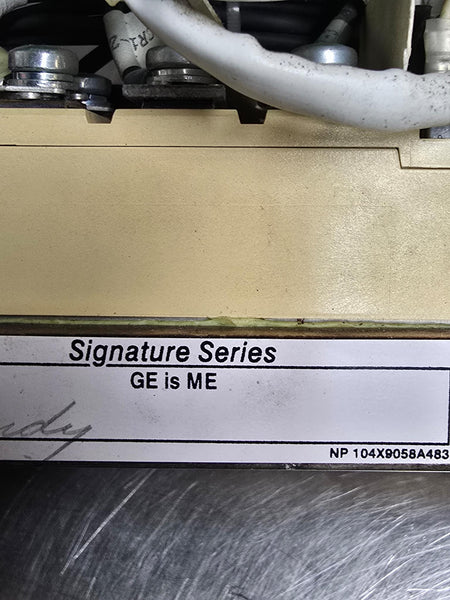 Signature Series
GE is ME
NP 104X9058A483